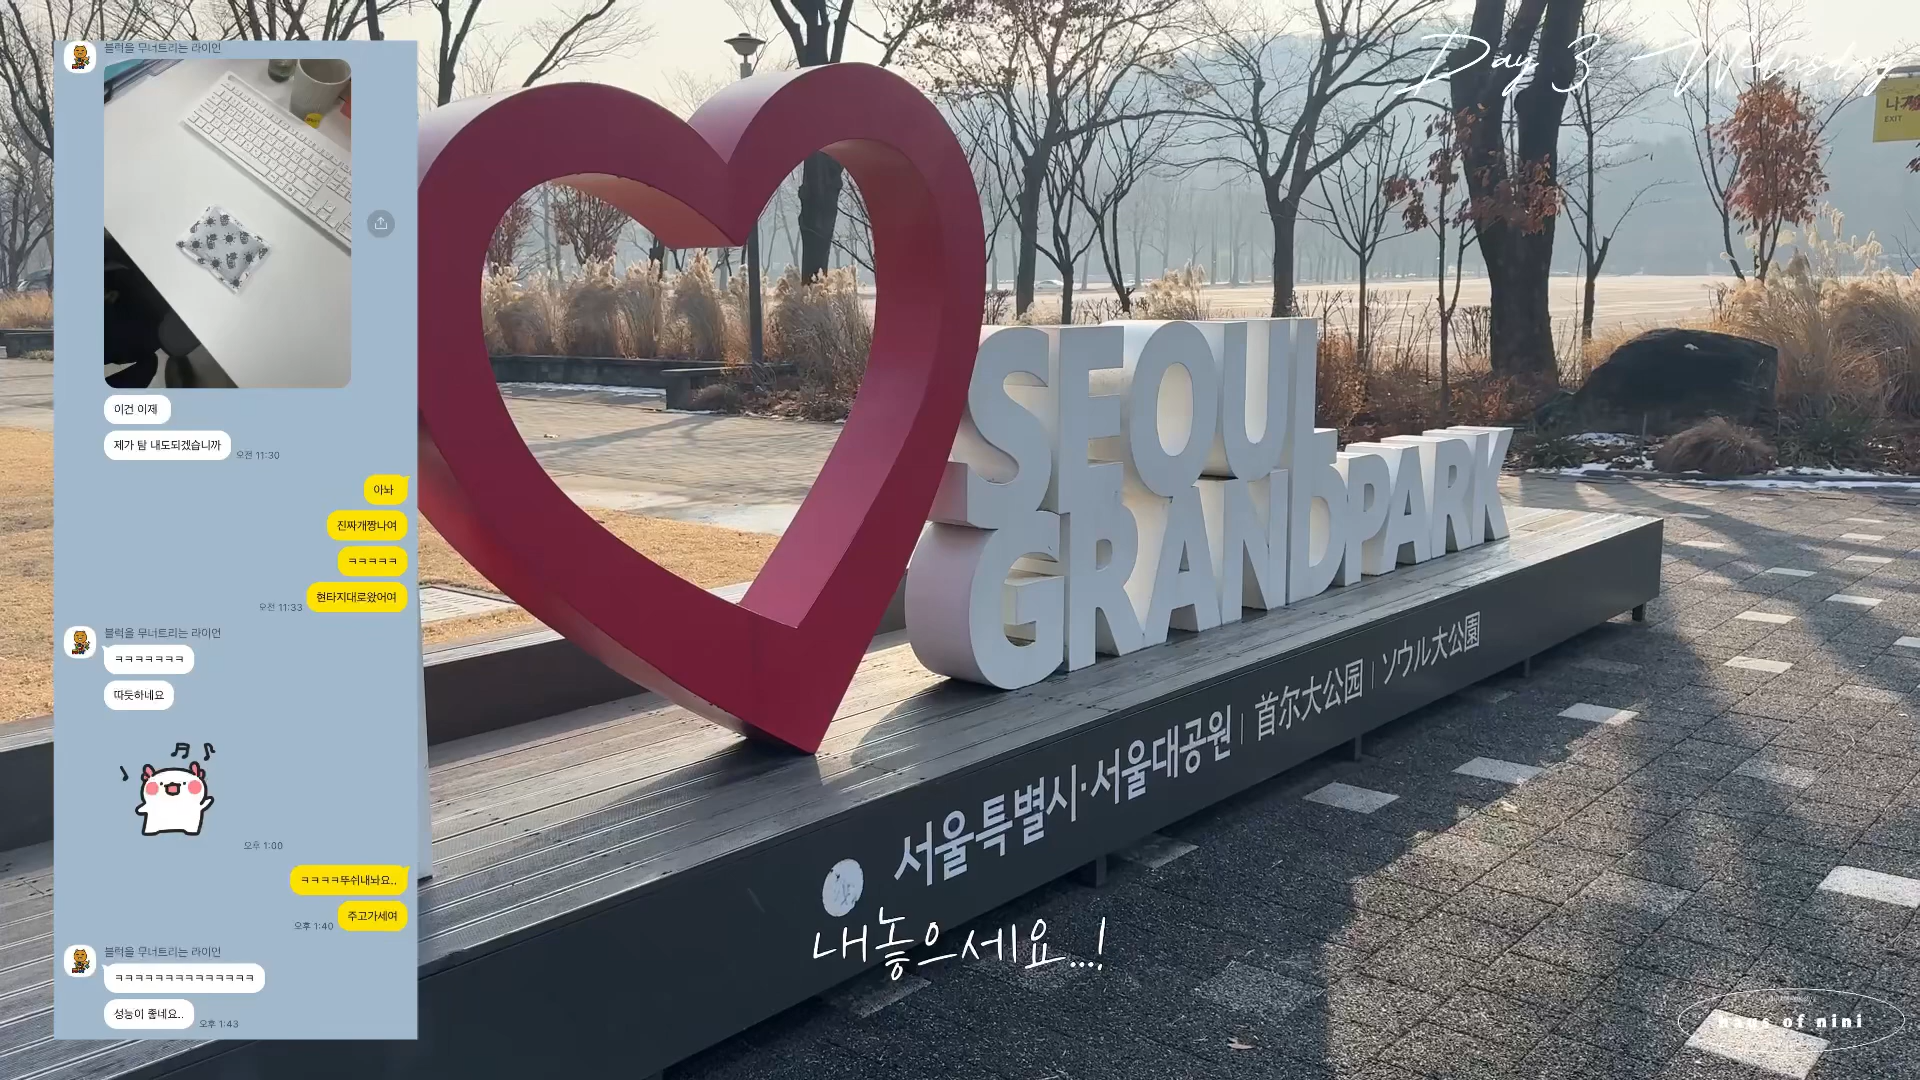 블럭을 무너트리는 라이언
이건 이제
제가 탐 내도되겠습니까
오전 11:30
아놔
진짜개짱나여
ㅋㅋㅋㅋㅋ
현타지대로왔어여
오전 11:33
블럭을 무너트리는 라이언
ㅋㅋㅋㅋㅋㅋㅋ
따듯하네요
오후 1:00
ㅋㅋㅋㅋ뚜쉬내놔요..
주고가세여
오후 1:40
블럭을 무너트리는 라이언
ㅋㅋㅋㅋㅋㅋㅋㅋㅋㅋㅋㅋㅋㅋ
성능이 좋네요..
오후 1:43
Day 3. - Wednsday
EXIT
SEOUL
GRANDPARK
서울특별시·서울대공원 | 首尔大公园 | ソウル大公園
내놓으세요...!
haus of nini